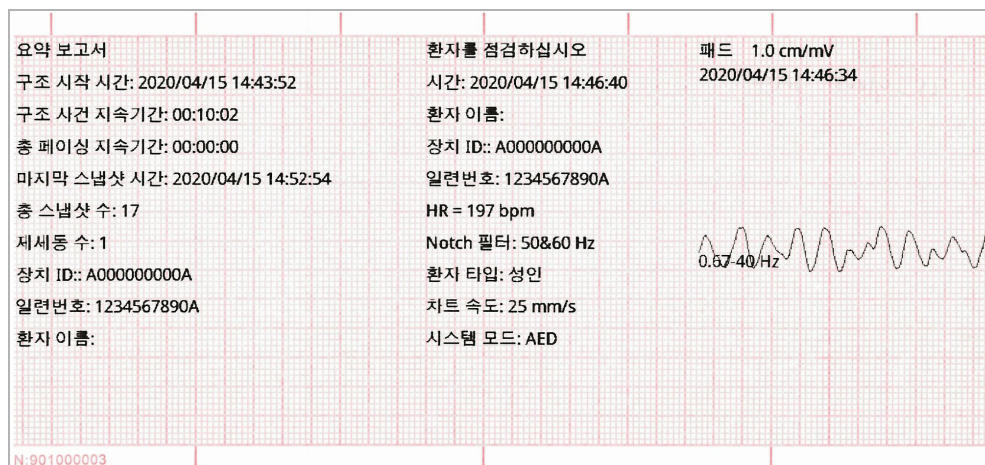 요약 보고서
구조 시작 시간: 2020/04/15 14:43:52
구조 사건 지속기간: 00:10:02
총 페이싱 지속기간: 00:00:00
마지막 스냅샷 시간: 2020/04/15 14:52:54
총 스냅샷 수: 17
제세동 수: 1
장치 ID:: A000000000A
일련번호: 1234567890A
환자 이름:
환자를 점검하십시오
시간: 2020/04/15 14:46:40
환자 이름:
장치 ID:: A000000000A
일련번호: 1234567890A
HR = 197 bpm
Notch 필터: 50&60 Hz
환자 타입: 성인
차트 속도: 25 mm/s
시스템 모드: AED
패드 1.0 cm/mV
2020/04/15 14:46:34
0.67-40 Hz
N:901000003